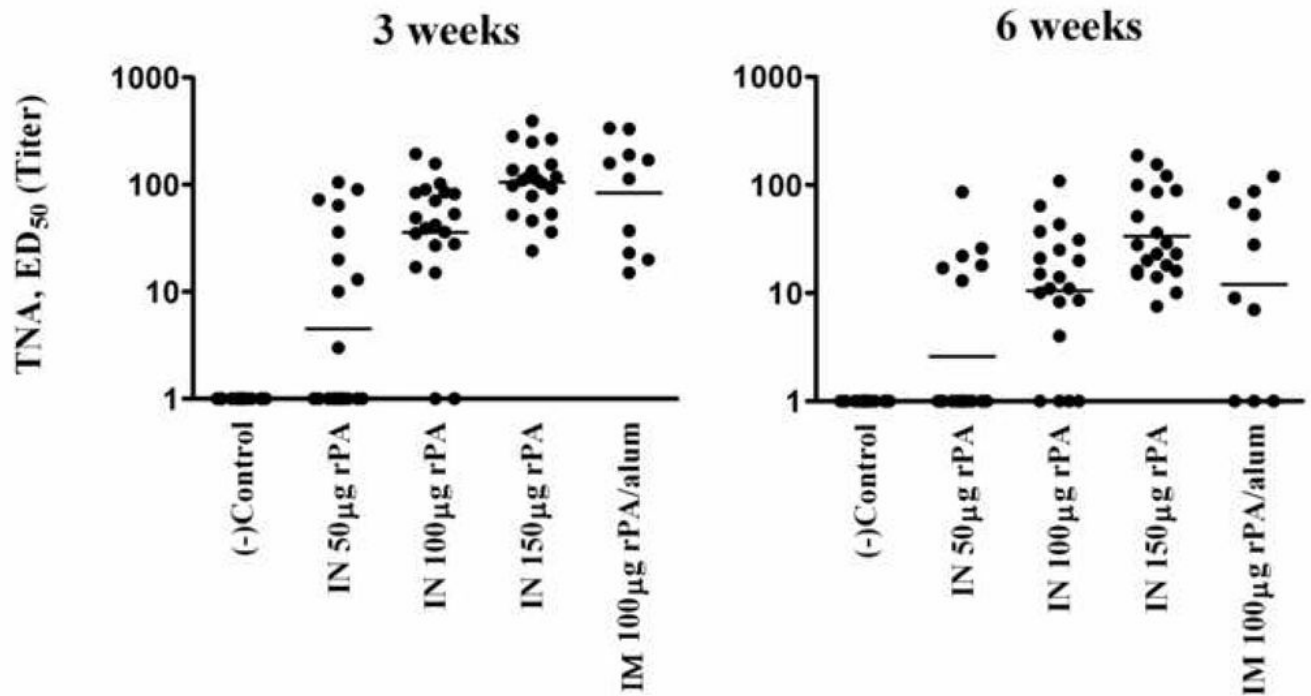 3 weeks
TNA, ED₅₀ (Titer)
1000
100
10
1
(-)Control
IN 50µg rPA
IN 100µg rPA
IN 150µg rPA
IM 100µg rPA/alum
6 weeks
1000
100
10
1
(-)Control
IN 50µg rPA
IN 100µg rPA
IN 150µg rPA
IM 100µg rPA/alum